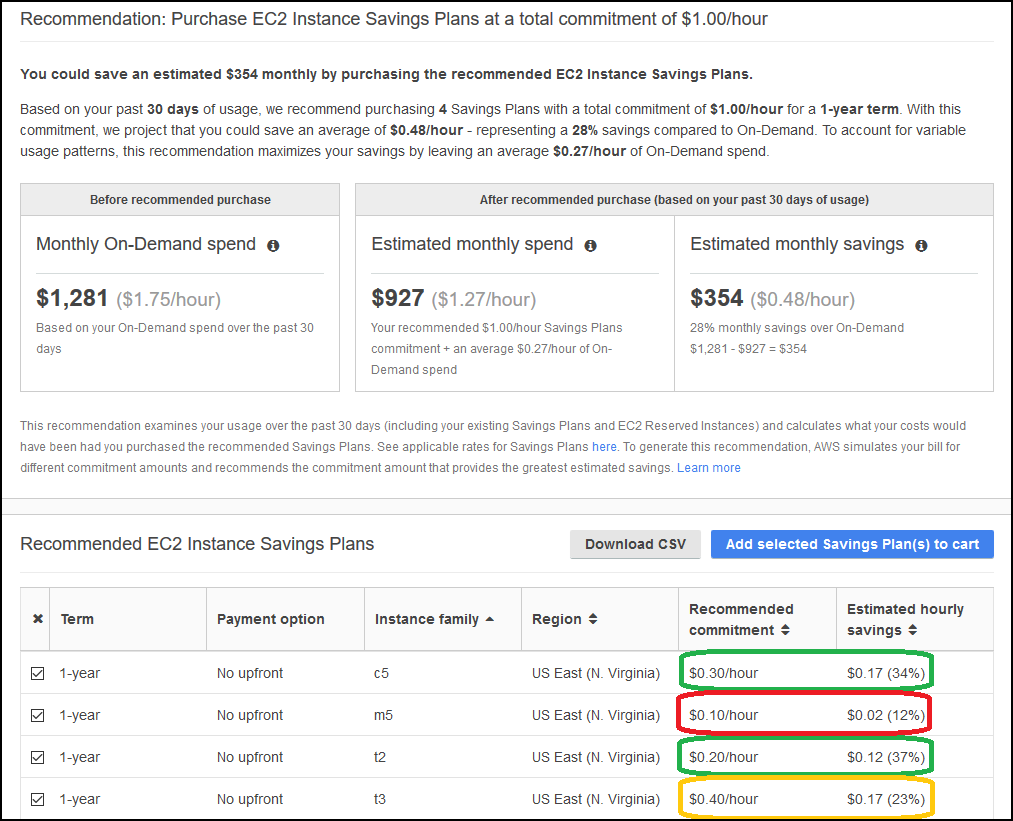 Recommendation: Purchase EC2 Instance Savings Plans at a total commitment of $1.00/hour
You could save an estimated $354 monthly by purchasing the recommended EC2 Instance Savings Plans.
Based on your past 30 days of usage, we recommend purchasing 4 Savings Plans with a total commitment of $1.00/hour for a 1-year term. With this
commitment, we project that you could save an average of $0.48/hour - representing a 28% savings compared to On-Demand. To account for variable
usage patterns, this recommendation maximizes your savings by leaving an average $0.27/hour of On-Demand spend.
Before recommended purchase
Monthly On-Demand spend
$1,281 ($1.75/hour)
Based on your On-Demand spend over the past 30
days
After recommended purchase (based on your past 30 days of usage)
Estimated monthly spend
$927 ($1.27/hour)
Your recommended $1.00/hour Savings Plans
commitment + an average $0.27/hour of On-
Demand spend
Estimated monthly savings
$354 ($0.48/hour)
28% monthly savings over On-Demand
$1,281 - $927 = $354
This recommendation examines your usage over the past 30 days (including your existing Savings Plans and EC2 Reserved Instances) and calculates what your costs would
have been had you purchased the recommended Savings Plans. See applicable rates for Savings Plans here. To generate this recommendation, AWS simulates your bill for
different commitment amounts and recommends the commitment amount that provides the greatest estimated savings. Learn more
Recommended EC2 Instance Savings Plans
Download CSV
Add selected Savings Plan(s) to cart
Term Payment option Instance family Region Recommended commitment Estimated hourly savings
1-year No upfront c5 US East (N. Virginia) $0.30/hour $0.17 (34%)
1-year No upfront m5 US East (N. Virginia) $0.10/hour $0.02 (12%)
1-year No upfront t2 US East (N. Virginia) $0.20/hour $0.12 (37%)
1-year No upfront t3 US East (N. Virginia) $0.40/hour $0.17 (23%)